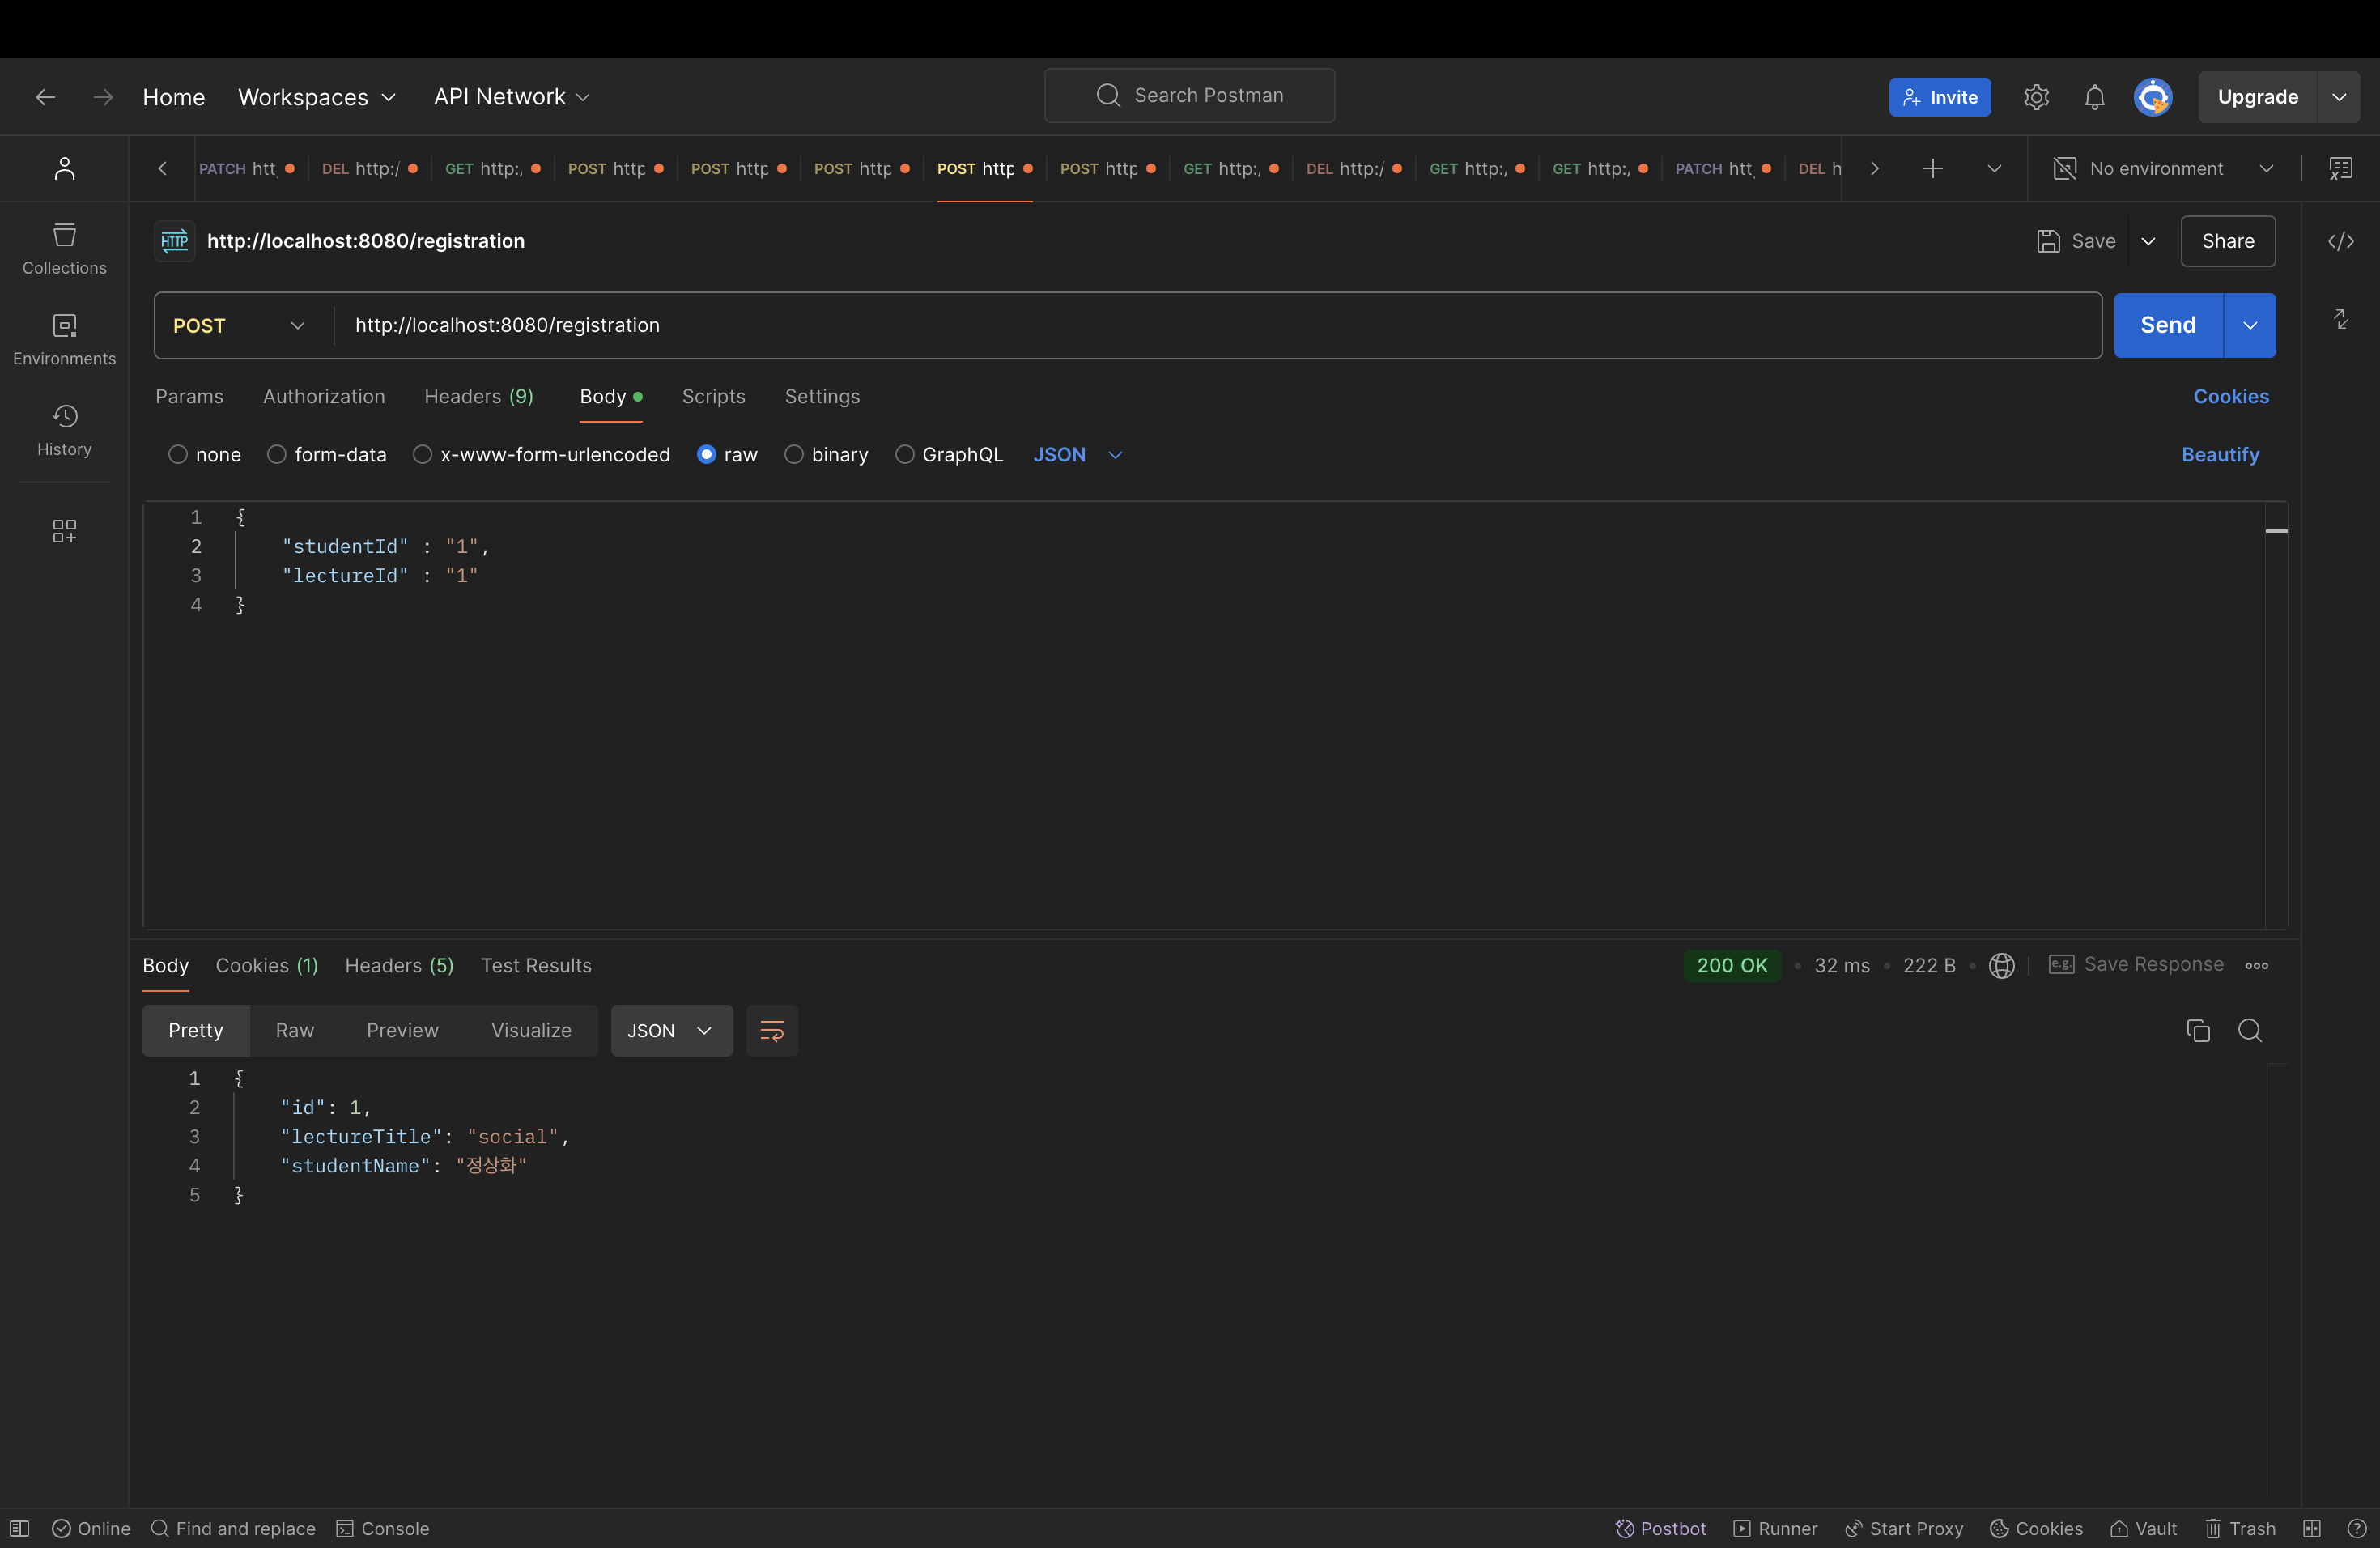 Home Workspaces API Network Search Postman Invite Upgrade
PATCH htt DEL http:/ GET http:/ POST http POST http POST http POST http POST http GET http:/ DEL http:/ GET http:/ GET http:/ PATCH htt DEL h No environment
HTTP http://localhost:8080/registration Save Share
Collections
POST http://localhost:8080/registration Send
Environments
Params Authorization Headers (9) Body Scripts Settings Cookies
History
none form-data x-www-form-urlencoded raw binary GraphQL JSON Beautify
1 {
2 "studentId" : "1",
3 "lectureId" : "1"
4 }
Body Cookies (1) Headers (5) Test Results 200 OK • 32 ms • 222 B • e.g. Save Response
Pretty Raw Preview Visualize JSON
1 {
2 "id": 1,
3 "lectureTitle": "social",
4 "studentName": "정상화"
5 }
Online Find and replace Console Postbot Runner Start Proxy Cookies Vault Trash